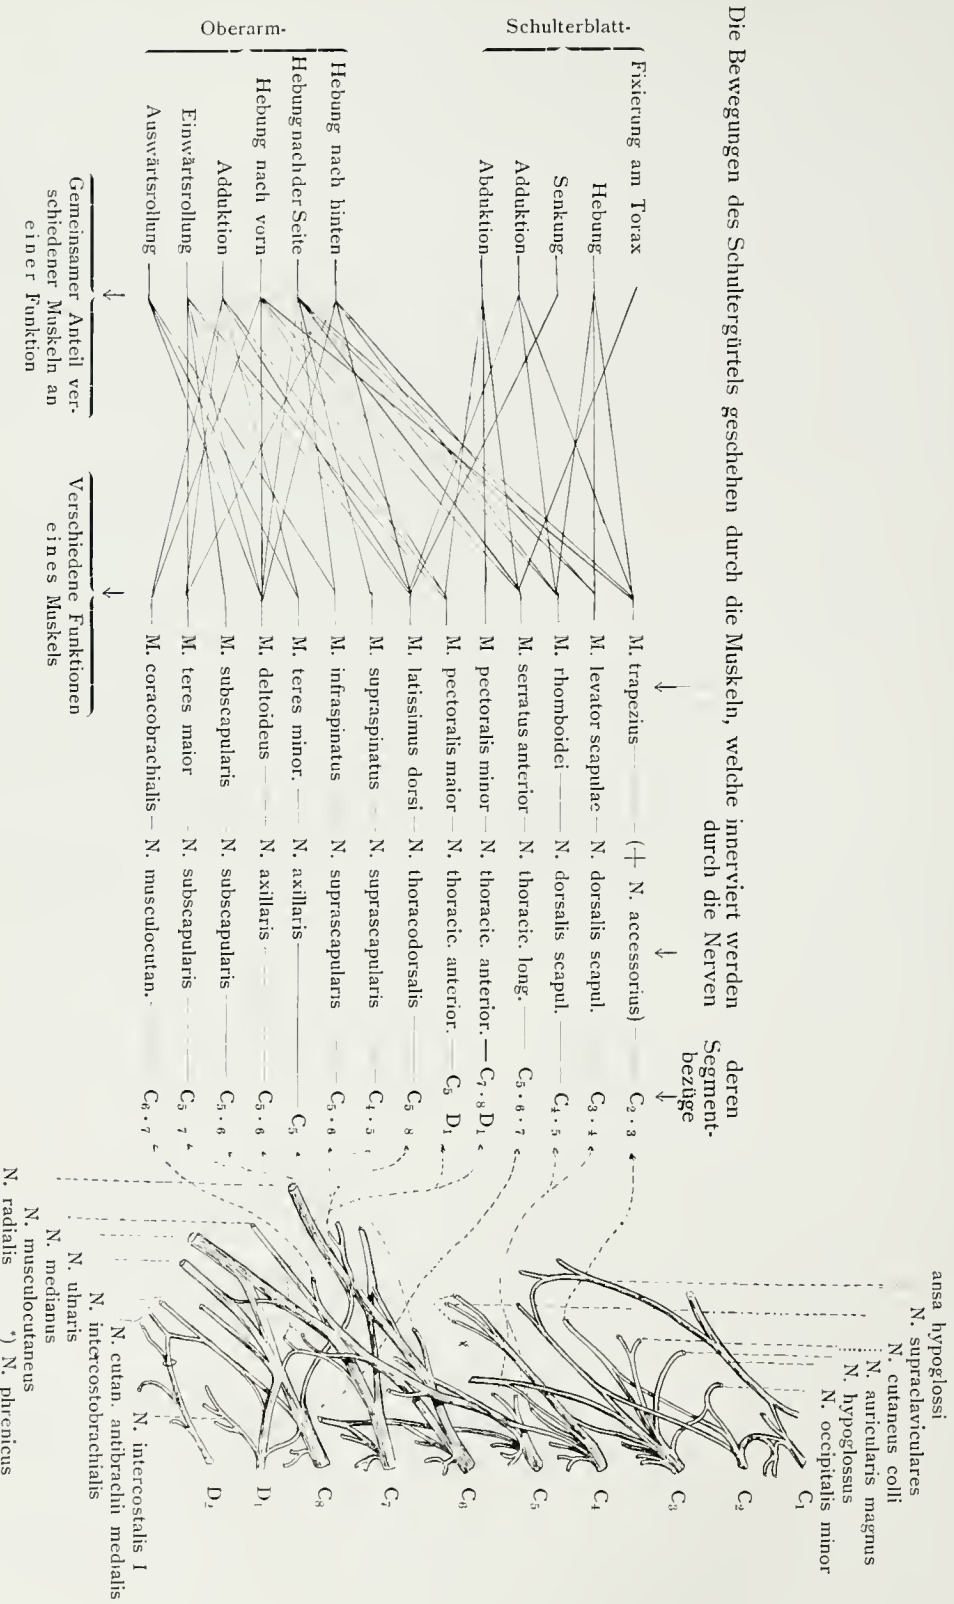 Die Bewegungen des Schultergürtels geschehen durch die Muskeln, welche innerviert werden
durch die Nerven
deren
Segment-
bezüge
Schulterblatt-
Fixierung am Torax
Hebung
Senkung
Adduktion
Abduktion
Oberarm-
Hebung nach hinten
Hebung nach der Seite
Hebung nach vorn
Adduktion
Einwärtsrollung
Auswärtsrollung
M. trapezius (+ N. accessorius) C2·3
M. levator scapulae — N. dorsalis scapul. C3·4
M. rhomboidei — N. dorsalis scapul. — C4·5
M. serratus anterior — N. thoracic. long. — C5·6·7
M pectoralis minor — N. thoracic. anterior. — C7·8 D1
M. pectoralis maior — N. thoracic. anterior. — C5 D1
M. latissimus dorsi — N. thoracodorsalis — C5 8
M. supraspinatus - N. suprascapularis — C4·5
M. infraspinatus N. suprascapularis - C5·6
M. teres minor. — N. axillaris — C5
M. deltoideus — N. axillaris - C5·6
M. subscapularis - N. subscapularis — C5·6
M. teres maior - N. subscapularis — C5 7
M. coracobrachialis — N. musculocutan. - C6·7
Gemeinsamer Anteil ver-
schiedener Muskeln an
einer Funktion
Verschiedene Funktionen
eines Muskels
ansa hypoglossi
N. supraclaviculares
N. cutaneus colli
N. auricularis magnus
N. hypoglossus
N. occipitalis minor
C1
C2
C3
C4
C5
C6
C7
C8
D1
D2
N. intercostalis I
N. cutan. antibrachii medialis
N. intercostobrachialis
N. ulnaris
N. medianus
N. musculocutaneus
N. radialis *) N. phrenicus